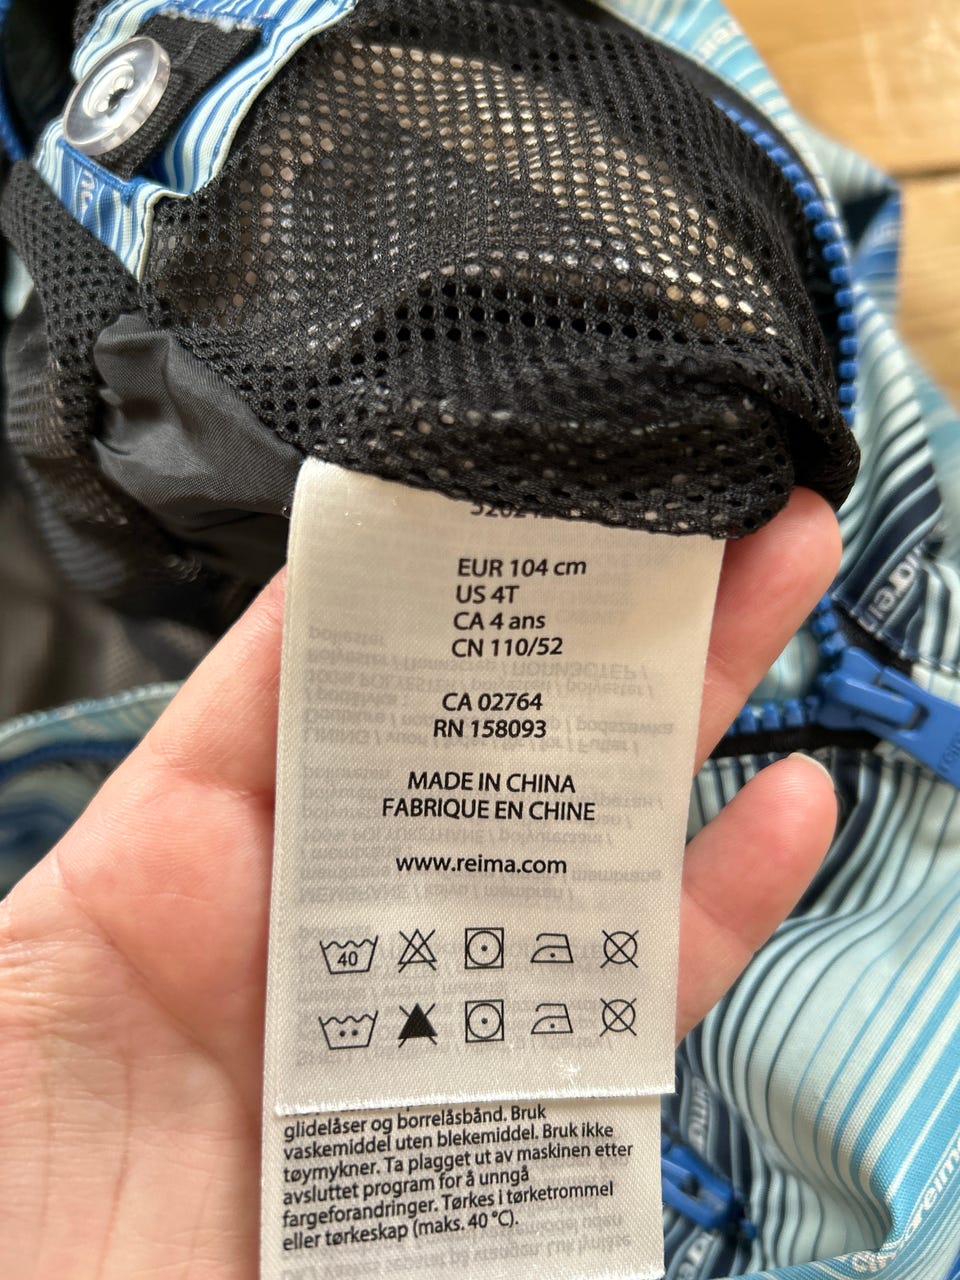 EUR 104 cm
US 4T
CA 4 ans
CN 110/52
CA 02764
RN 158093
MADE IN CHINA
FABRIQUE EN CHINE
www.reima.com
40
glidelåser og borrelåsbånd. Bruk
vaskemiddel uten blekemiddel. Bruk ikke
tøymykner. Ta plagget ut av maskinen etter
avsluttet program for å unngå
fargeforandringer. Tørkes i tørketrommel
eller tørkeskap (maks. 40 °C).